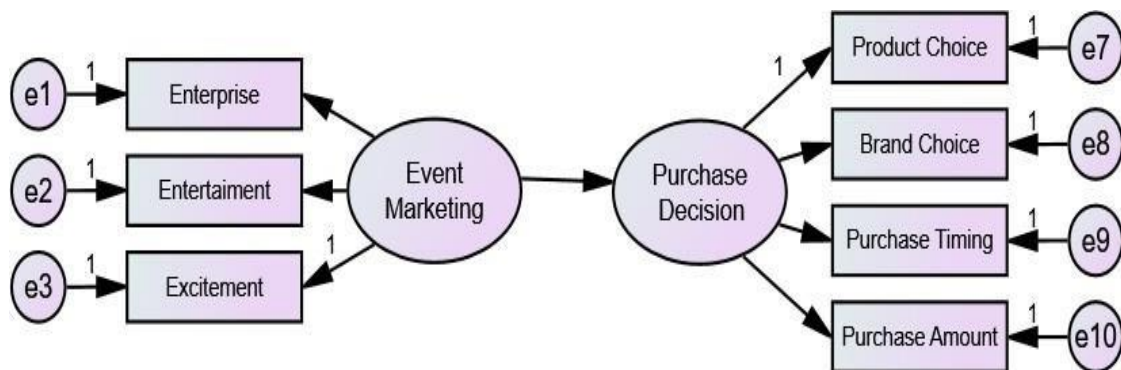 1
Product Choice
1
e7
e1
1
Enterprise
1
Brand Choice
1
e8
e2
1
Entertaiment
Event
Marketing
Purchase
Decision
Purchase Timing
1
e9
e3
1
Excitement
1
Purchase Amount
1
e10